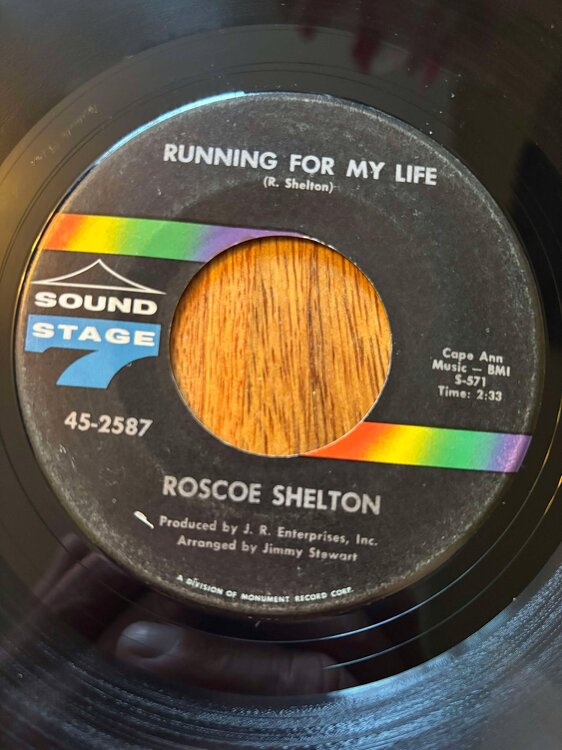 RUNNING FOR MY LIFE
(R. Shelton)
SOUND
STAGE
7
Cape Ann
Music — BMI
S-571
Time: 2:33
45-2587
ROSCOE SHELTON
Produced by J. R. Enterprises, Inc.
Arranged by Jimmy Stewart
A DIVISION OF MONUMENT RECORD CORP.